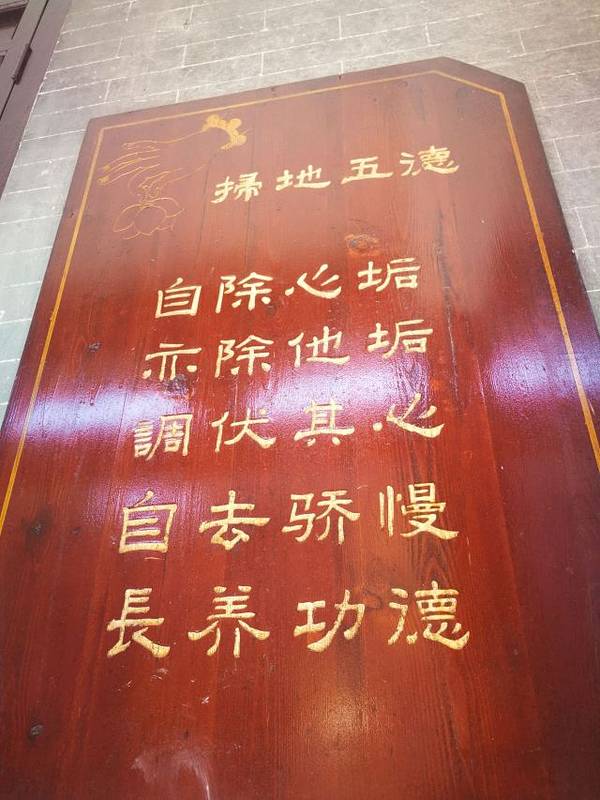 掃地五德
自除心垢
亦除他垢
調伏其心
自去骄慢
長养功德